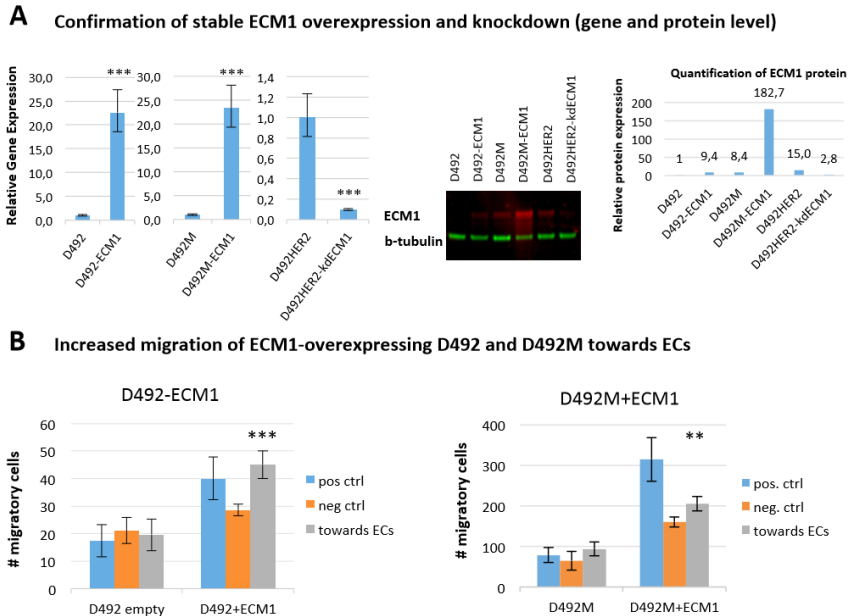 A Confirmation of stable ECM1 overexpression and knockdown (gene and protein level)
Relative Gene Expression
30,0
25,0
20,0
15,0
10,0
5,0
0,0
***
D492
D492-ECM1
30,0
25,0
20,0
15,0
10,0
5,0
0,0
***
D492M
D492M-ECM1
1,4
1,2
1,0
0,8
0,6
0,4
0,2
0,0
***
D492HER2
D492HER2-kdECM1
D492
D492-ECM1
D492M
D492M-ECM1
D492HER2
D492HER2-kdECM1
ECM1
b-tubulin
Quantification of ECM1 protein
Relative protein expression
200
150
100
50
0
1
9,4
8,4
182,7
15,0
2,8
D492
D492-ECM1
D492M
D492M-ECM1
D492HER2
D492HER2-kdECM1
B Increased migration of ECM1-overexpressing D492 and D492M towards ECs
D492-ECM1
# migratory cells
60
50
40
30
20
10
0
***
D492 empty
D492+ECM1
pos ctrl
neg ctrl
towards ECs
D492M+ECM1
# migratory cells
400
300
200
100
0
**
D492M
D492M+ECM1
pos. ctrl
neg. ctrl
towards ECs